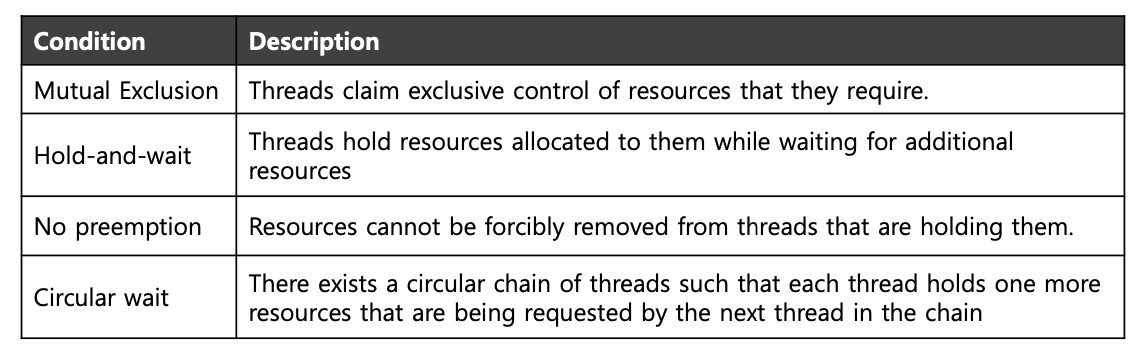 Condition Description
Mutual Exclusion Threads claim exclusive control of resources that they require.
Hold-and-wait Threads hold resources allocated to them while waiting for additional
resources
No preemption Resources cannot be forcibly removed from threads that are holding them.
Circular wait There exists a circular chain of threads such that each thread holds one more
resources that are being requested by the next thread in the chain